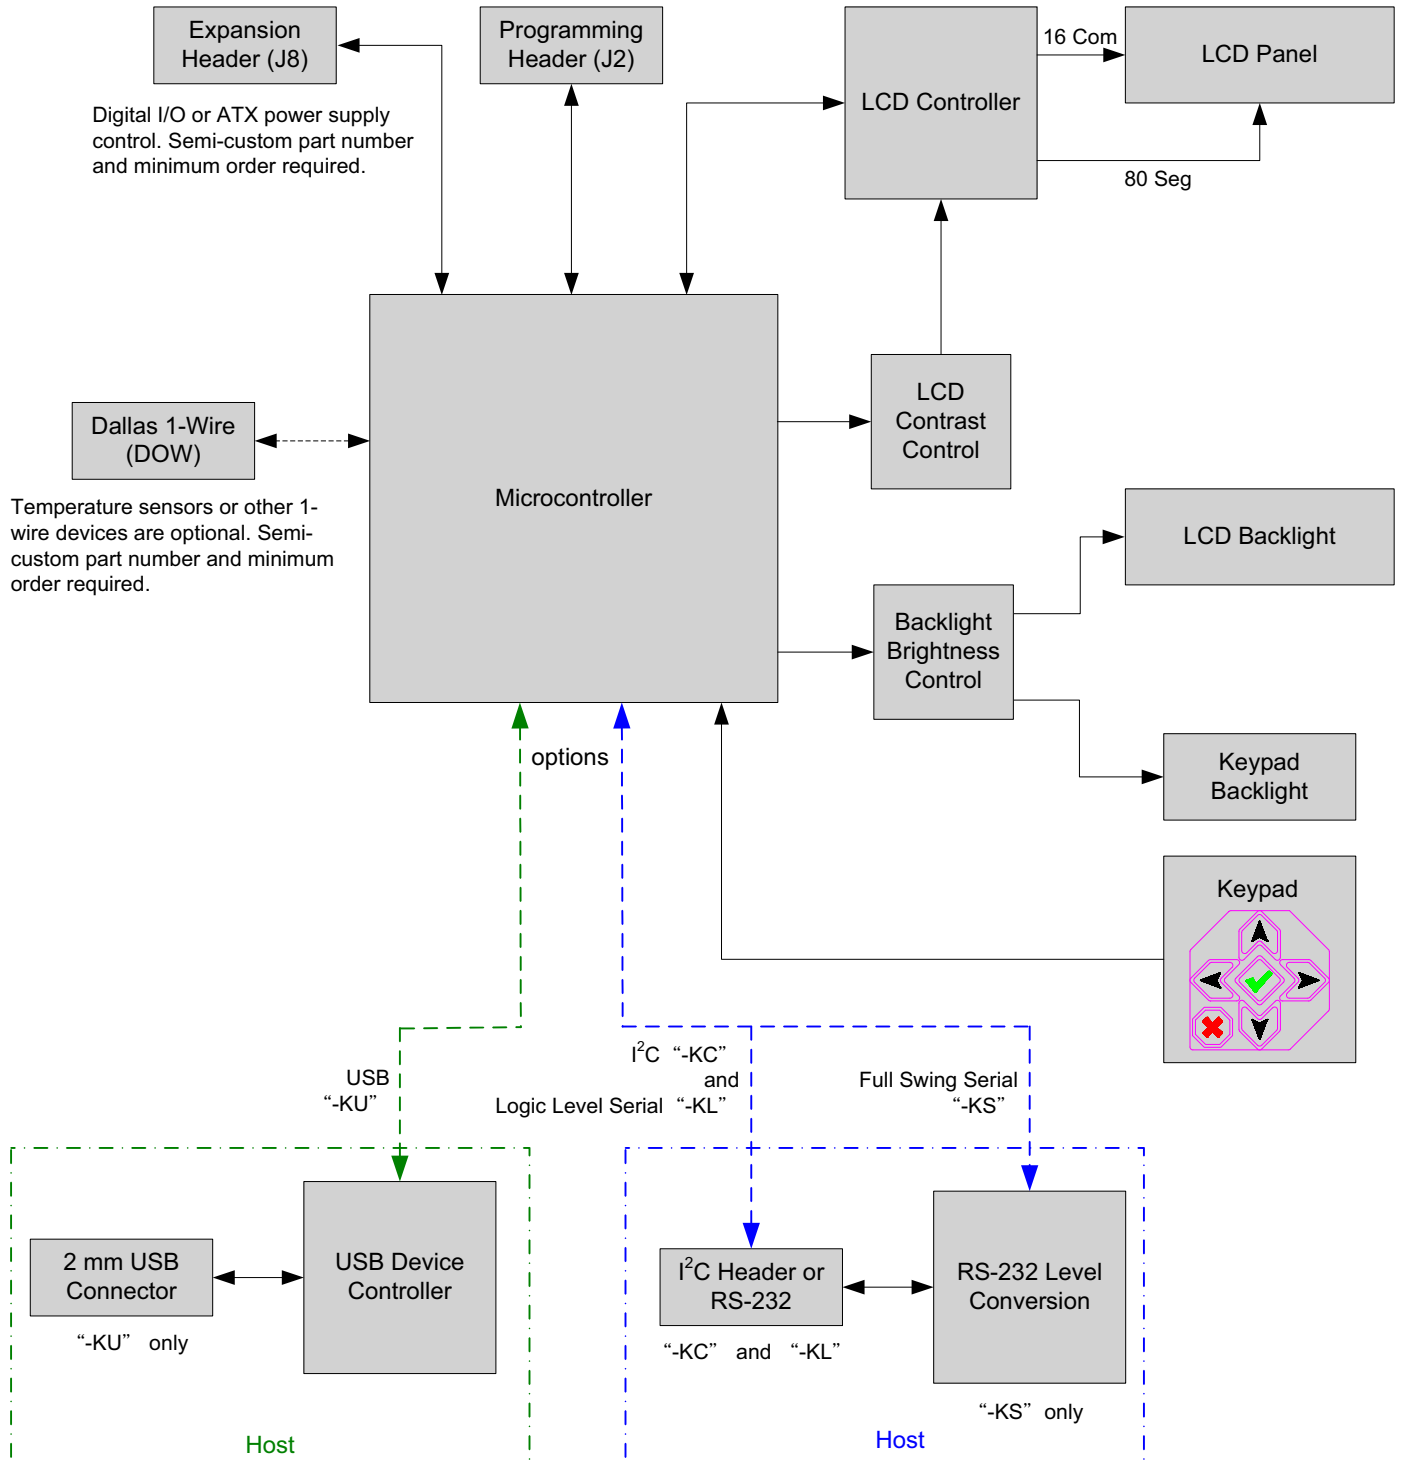 Expansion
Header (J8)
Programming
Header (J2)
LCD Controller
16 Com
LCD Panel
80 Seg
Digital I/O or ATX power supply
control. Semi-custom part number
and minimum order required.
Dallas 1-Wire
(DOW)
Temperature sensors or other 1-
wire devices are optional. Semi-
custom part number and minimum
order required.
Microcontroller
LCD
Contrast
Control
LCD Backlight
Backlight
Brightness
Control
Keypad
Backlight
options
Keypad
USB
“-KU”
I²C “-KC”
and
Logic Level Serial “-KL”
Full Swing Serial
“-KS”
2 mm USB
Connector
“-KU” only
USB Device
Controller
Host
I²C Header or
RS-232
“-KC” and “-KL”
RS-232 Level
Conversion
“-KS” only
Host